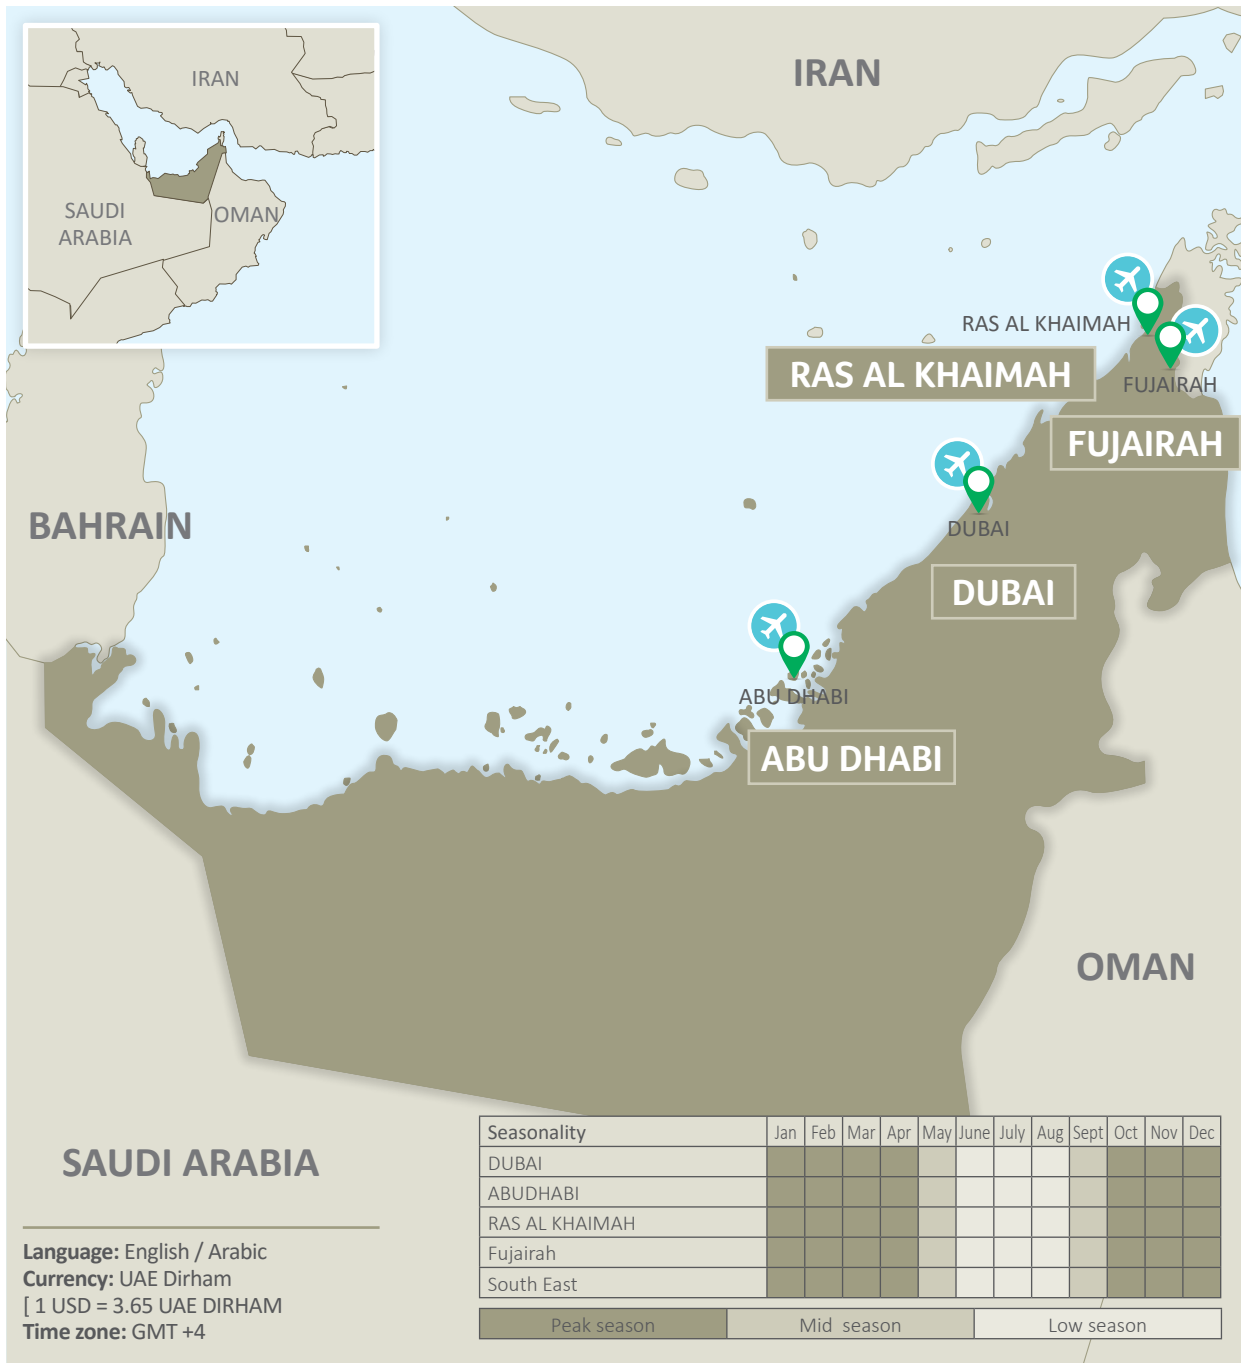 IRAN
SAUDI
ARABIA
OMAN
IRAN
RAS AL KHAIMAH
RAS AL KHAIMAH
FUJAIRAH
FUJAIRAH
BAHRAIN
DUBAI
DUBAI
ABU DHABI
ABU DHABI
OMAN
SAUDI ARABIA
Language: English / Arabic
Currency: UAE Dirham
[ 1 USD = 3.65 UAE DIRHAM
Time zone: GMT +4
Seasonality Jan Feb Mar Apr May June July Aug Sept Oct Nov Dec
DUBAI
ABUDHABI
RAS AL KHAIMAH
Fujairah
South East
Peak season Mid season Low season